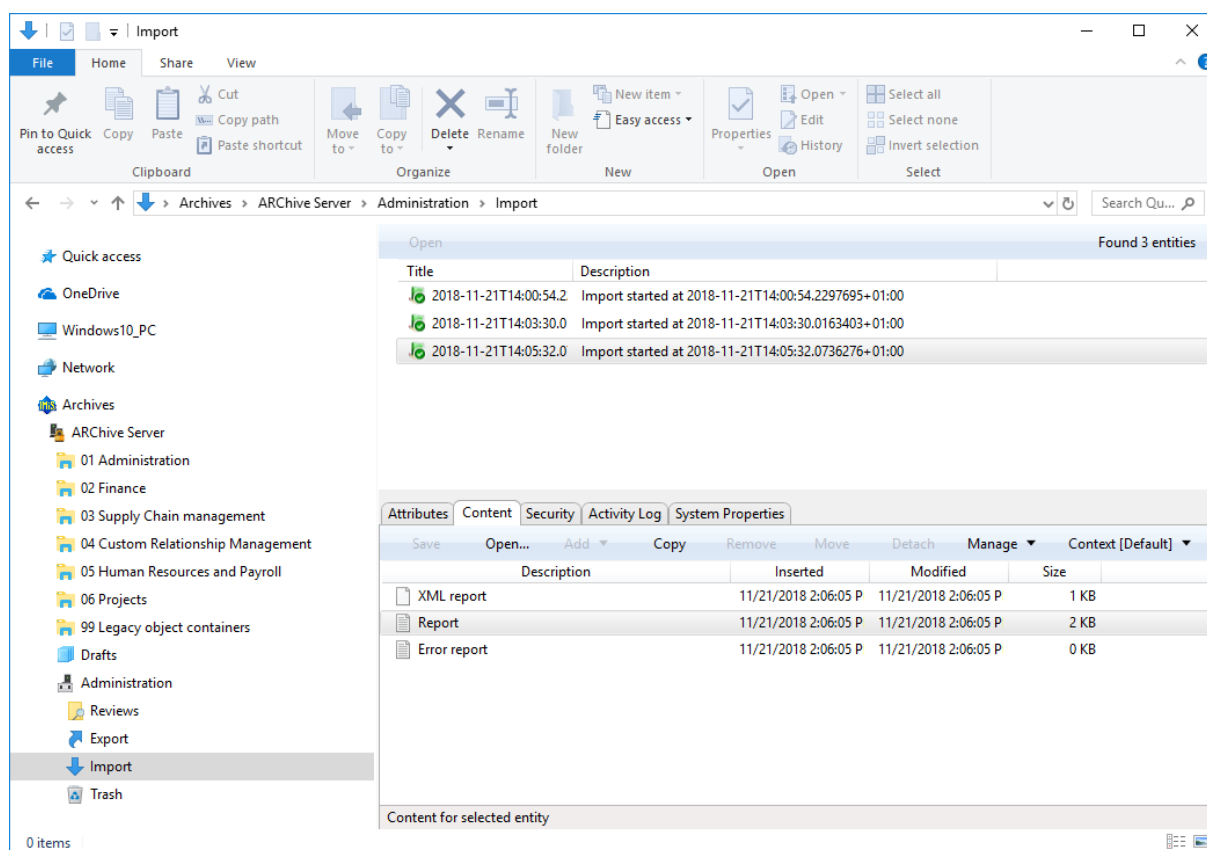 Import
File Home Share View
Pin to Quick access
Copy
Paste
Cut
Copy path
Paste shortcut
Clipboard
Move to
Copy to
Delete
Rename
Organize
New folder
New item
Easy access
New
Properties
Open
Edit
History
Open
Select all
Select none
Invert selection
Select
Archives > ARChive Server > Administration > Import
Search Qu...
Quick access
OneDrive
Windows10_PC
Network
Archives
ARChive Server
01 Administration
02 Finance
03 Supply Chain management
04 Custom Relationship Management
05 Human Resources and Payroll
06 Projects
99 Legacy object containers
Drafts
Administration
Reviews
Export
Import
Trash
Open Found 3 entities
Title Description
2018-11-21T14:00:54.2 Import started at 2018-11-21T14:00:54.2297695+01:00
2018-11-21T14:03:30.0 Import started at 2018-11-21T14:03:30.0163403+01:00
2018-11-21T14:05:32.0 Import started at 2018-11-21T14:05:32.0736276+01:00
Attributes Content Security Activity Log System Properties
Save Open... Add Copy Remove Move Detach Manage Context [Default]
Description Inserted Modified Size
XML report 11/21/2018 2:06:05 P 11/21/2018 2:06:05 P 1 KB
Report 11/21/2018 2:06:05 P 11/21/2018 2:06:05 P 2 KB
Error report 11/21/2018 2:06:05 P 11/21/2018 2:06:05 P 0 KB
Content for selected entity
0 items